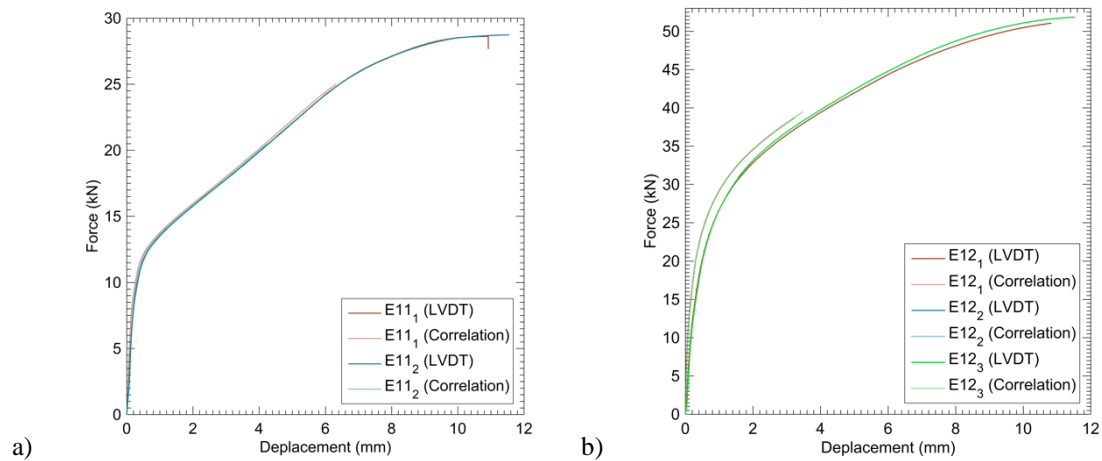 30
25
20
15
10
5
0
Force (kN)
0 2 4 6 8 10 12
Deplacement (mm)
E11₁ (LVDT)
E11₁ (Correlation)
E11₂ (LVDT)
E11₂ (Correlation)
a)
50
45
40
35
30
25
20
15
10
5
0
Force (kN)
0 2 4 6 8 10 12
Deplacement (mm)
E12₁ (LVDT)
E12₁ (Correlation)
E12₂ (LVDT)
E12₂ (Correlation)
E12₃ (LVDT)
E12₃ (Correlation)
b)